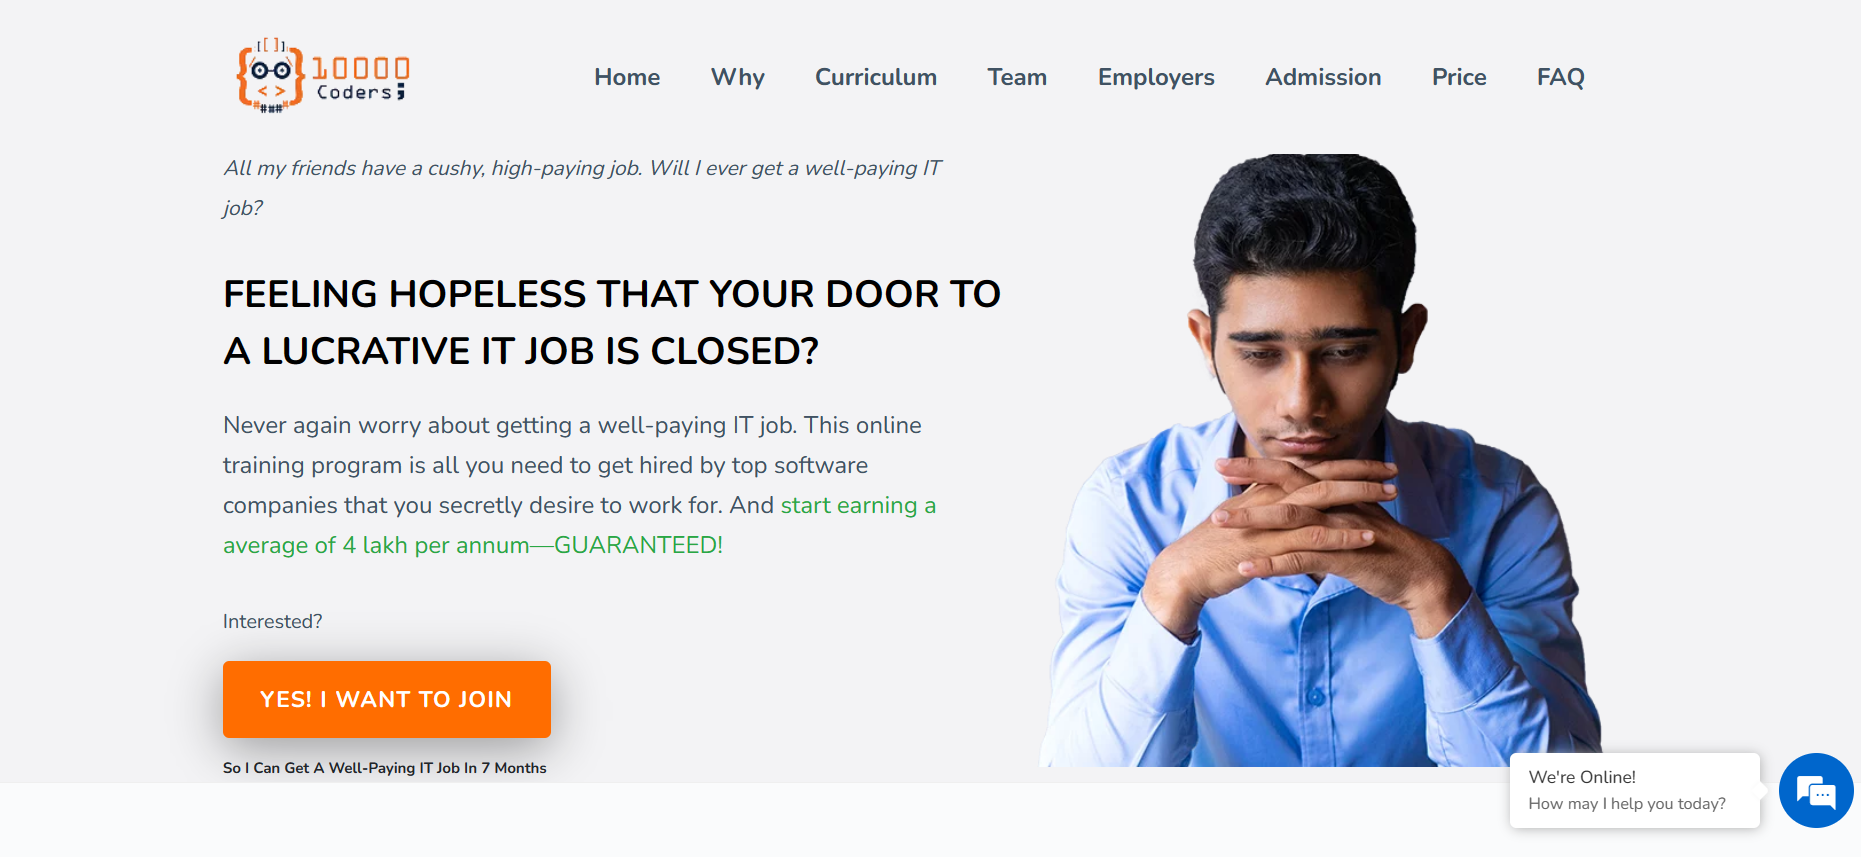 10000
Coders;
Home Why Curriculum Team Employers Admission Price FAQ
All my friends have a cushy, high-paying job. Will I ever get a well-paying IT
job?
FEELING HOPELESS THAT YOUR DOOR TO
A LUCRATIVE IT JOB IS CLOSED?
Never again worry about getting a well-paying IT job. This online
training program is all you need to get hired by top software
companies that you secretly desire to work for. And start earning a
average of 4 lakh per annum—GUARANTEED!
Interested?
YES! I WANT TO JOIN
So I Can Get A Well-Paying IT Job In 7 Months
We're Online!
How may I help you today?